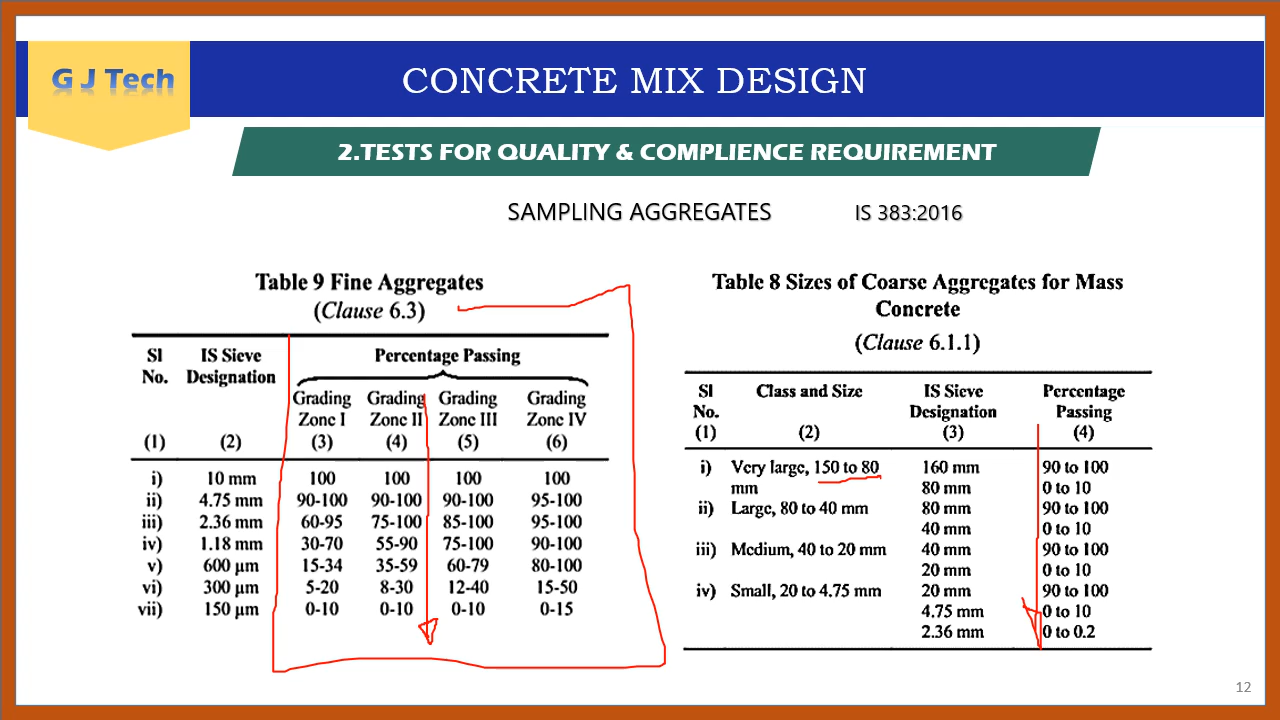 G J Tech
CONCRETE MIX DESIGN
2.TESTS FOR QUALITY & COMPLIENCE REQUIREMENT
SAMPLING AGGREGATES IS 383:2016
Table 9 Fine Aggregates
(Clause 6.3)
Sl IS Sieve Percentage Passing
No. Designation
Grading Grading Grading Grading
Zone I Zone II Zone III Zone IV
(1) (2) (3) (4) (5) (6)
i) 10 mm 100 100 100 100
ii) 4.75 mm 90-100 90-100 90-100 95-100
iii) 2.36 mm 60-95 75-100 85-100 95-100
iv) 1.18 mm 30-70 55-90 75-100 90-100
v) 600 µm 15-34 35-59 60-79 80-100
vi) 300 µm 5-20 8-30 12-40 15-50
vii) 150 µm 0-10 0-10 0-10 0-15
Table 8 Sizes of Coarse Aggregates for Mass
Concrete
(Clause 6.1.1)
Sl Class and Size IS Sieve Percentage
No. Designation Passing
(1) (2) (3) (4)
i) Very large, 150 to 80 160 mm 90 to 100
mm 80 mm 0 to 10
ii) Large, 80 to 40 mm 80 mm 90 to 100
40 mm 0 to 10
iii) Medium, 40 to 20 mm 40 mm 90 to 100
20 mm 0 to 10
iv) Small, 20 to 4.75 mm 20 mm 90 to 100
4.75 mm 0 to 10
2.36 mm 0 to 0.2
12